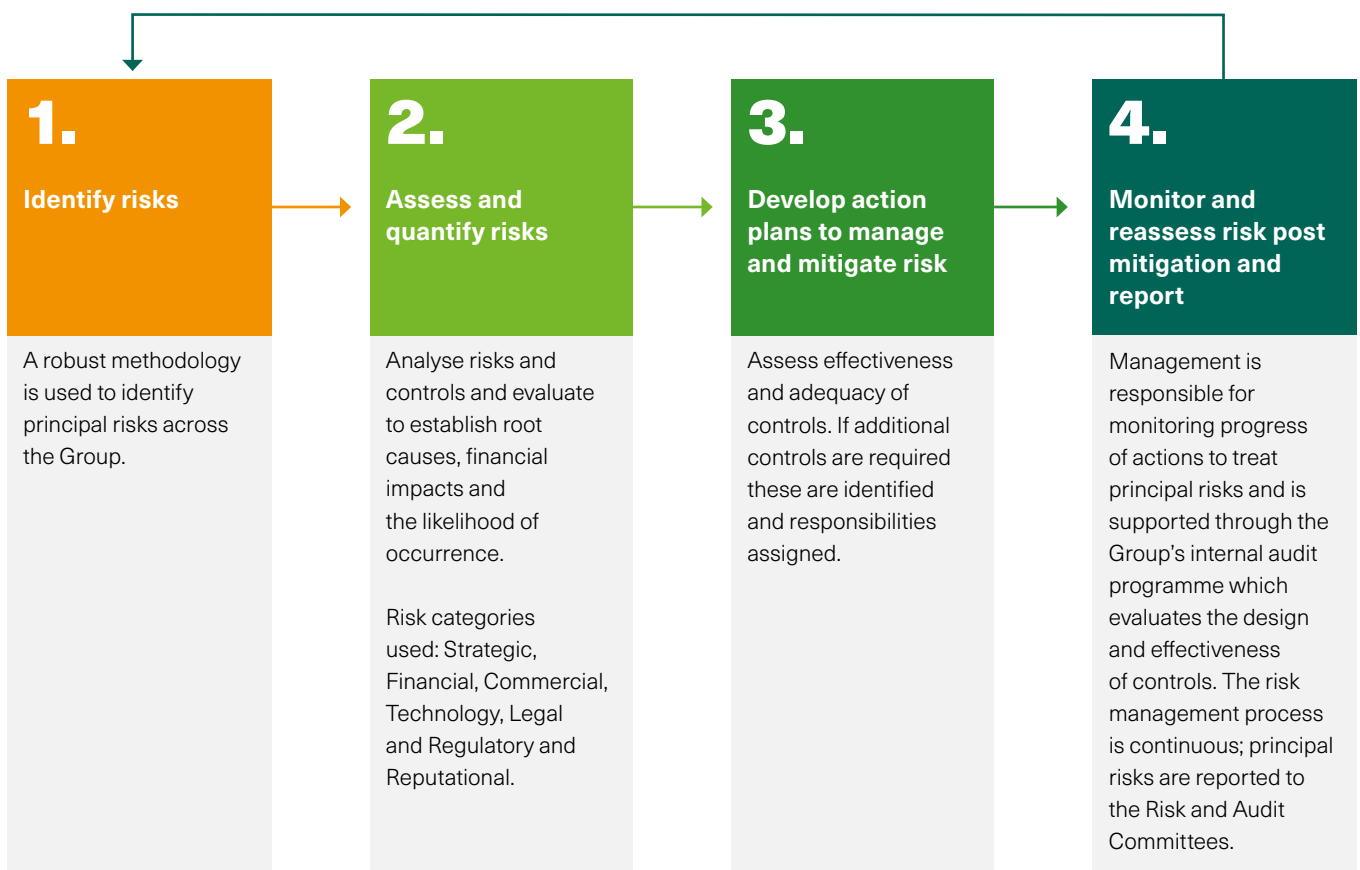 1.
Identify risks
A robust methodology
is used to identify
principal risks across
the Group.
2.
Assess and
quantify risks
Analyse risks and
controls and evaluate
to establish root
causes, financial
impacts and
the likelihood of
occurrence.
Risk categories
used: Strategic,
Financial, Commercial,
Technology, Legal
and Regulatory and
Reputational.
3.
Develop action
plans to manage
and mitigate risk
Assess effectiveness
and adequacy of
controls. If additional
controls are required
these are identified
and responsibilities
assigned.
4.
Monitor and
reassess risk post
mitigation and
report
Management is
responsible for
monitoring progress
of actions to treat
principal risks and is
supported through the
Group’s internal audit
programme which
evaluates the design
and effectiveness
of controls. The risk
management process
is continuous; principal
risks are reported to
the Risk and Audit
Committees.